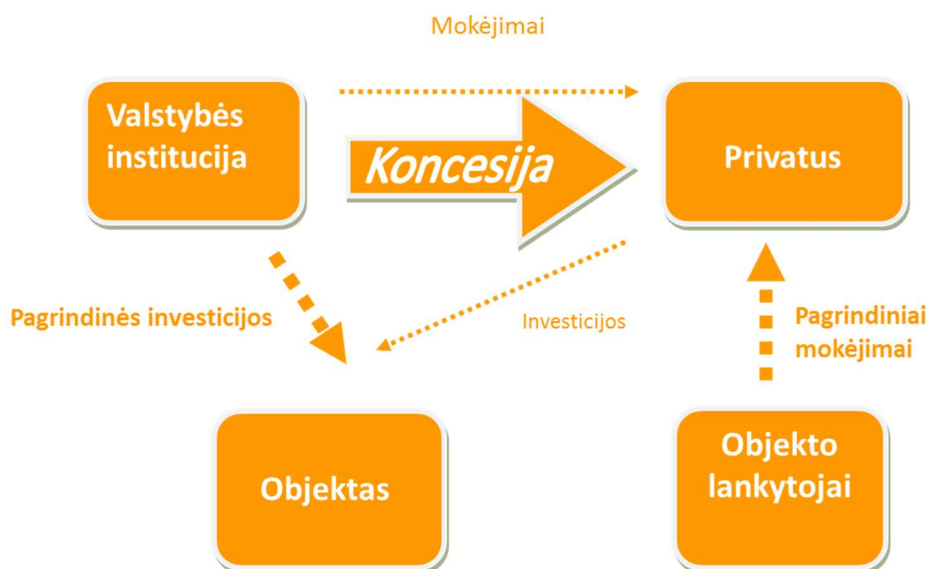 Mokėjimai
Valstybės
institucija
Koncesija
Privatus
Pagrindinės investicijos
Investicijos
Pagrindiniai
mokėjimai
Objektas
Objekto
lankytojai